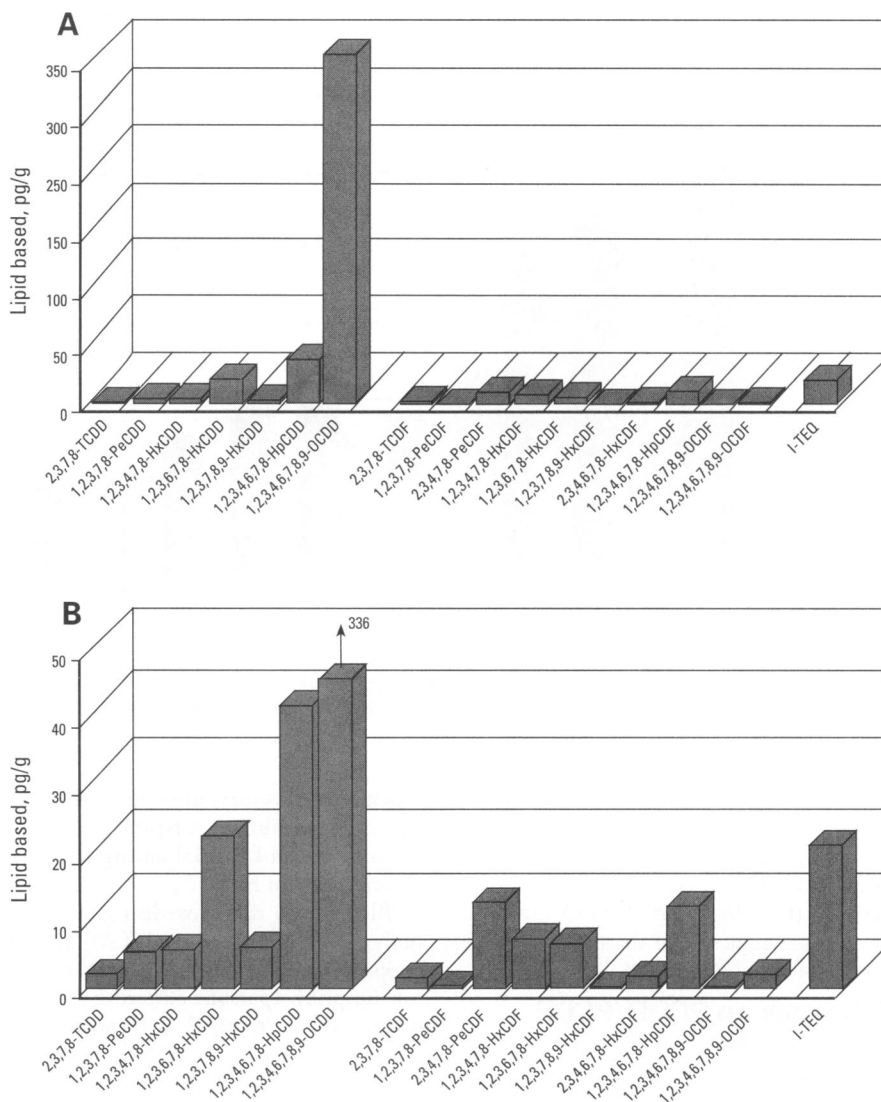 A
350
300
250
200
150
100
50
0
Lipid based, pg/g
2,3,7,8-TCDD
1,2,3,7,8-PeCDD
1,2,3,4,7,8-HxCDD
1,2,3,6,7,8-HxCDD
1,2,3,7,8,9-HxCDD
1,2,3,4,6,7,8-HpCDD
1,2,3,4,6,7,8,9-OCDD
2,3,7,8-TCDF
1,2,3,7,8-PeCDF
2,3,4,7,8-PeCDF
1,2,3,4,7,8-HxCDF
1,2,3,6,7,8-HxCDF
1,2,3,7,8,9-HxCDF
2,3,4,6,7,8-HxCDF
1,2,3,4,6,7,8-HpCDF
1,2,3,4,6,7,8,9-OCDF
1,2,3,4,6,7,8,9-OCDF
I-TEQ
B
336
50
40
30
20
10
0
Lipid based, pg/g
2,3,7,8-TCDD
1,2,3,7,8-PeCDD
1,2,3,4,7,8-HxCDD
1,2,3,6,7,8-HxCDD
1,2,3,7,8,9-HxCDD
1,2,3,4,6,7,8-HpCDD
1,2,3,4,6,7,8,9-OCDD
2,3,7,8-TCDF
1,2,3,7,8-PeCDF
2,3,4,7,8-PeCDF
1,2,3,4,7,8-HxCDF
1,2,3,6,7,8-HxCDF
1,2,3,7,8,9-HxCDF
2,3,4,6,7,8-HxCDF
1,2,3,4,6,7,8-HpCDF
1,2,3,4,6,7,8,9-OCDF
1,2,3,4,6,7,8,9-OCDF
I-TEQ